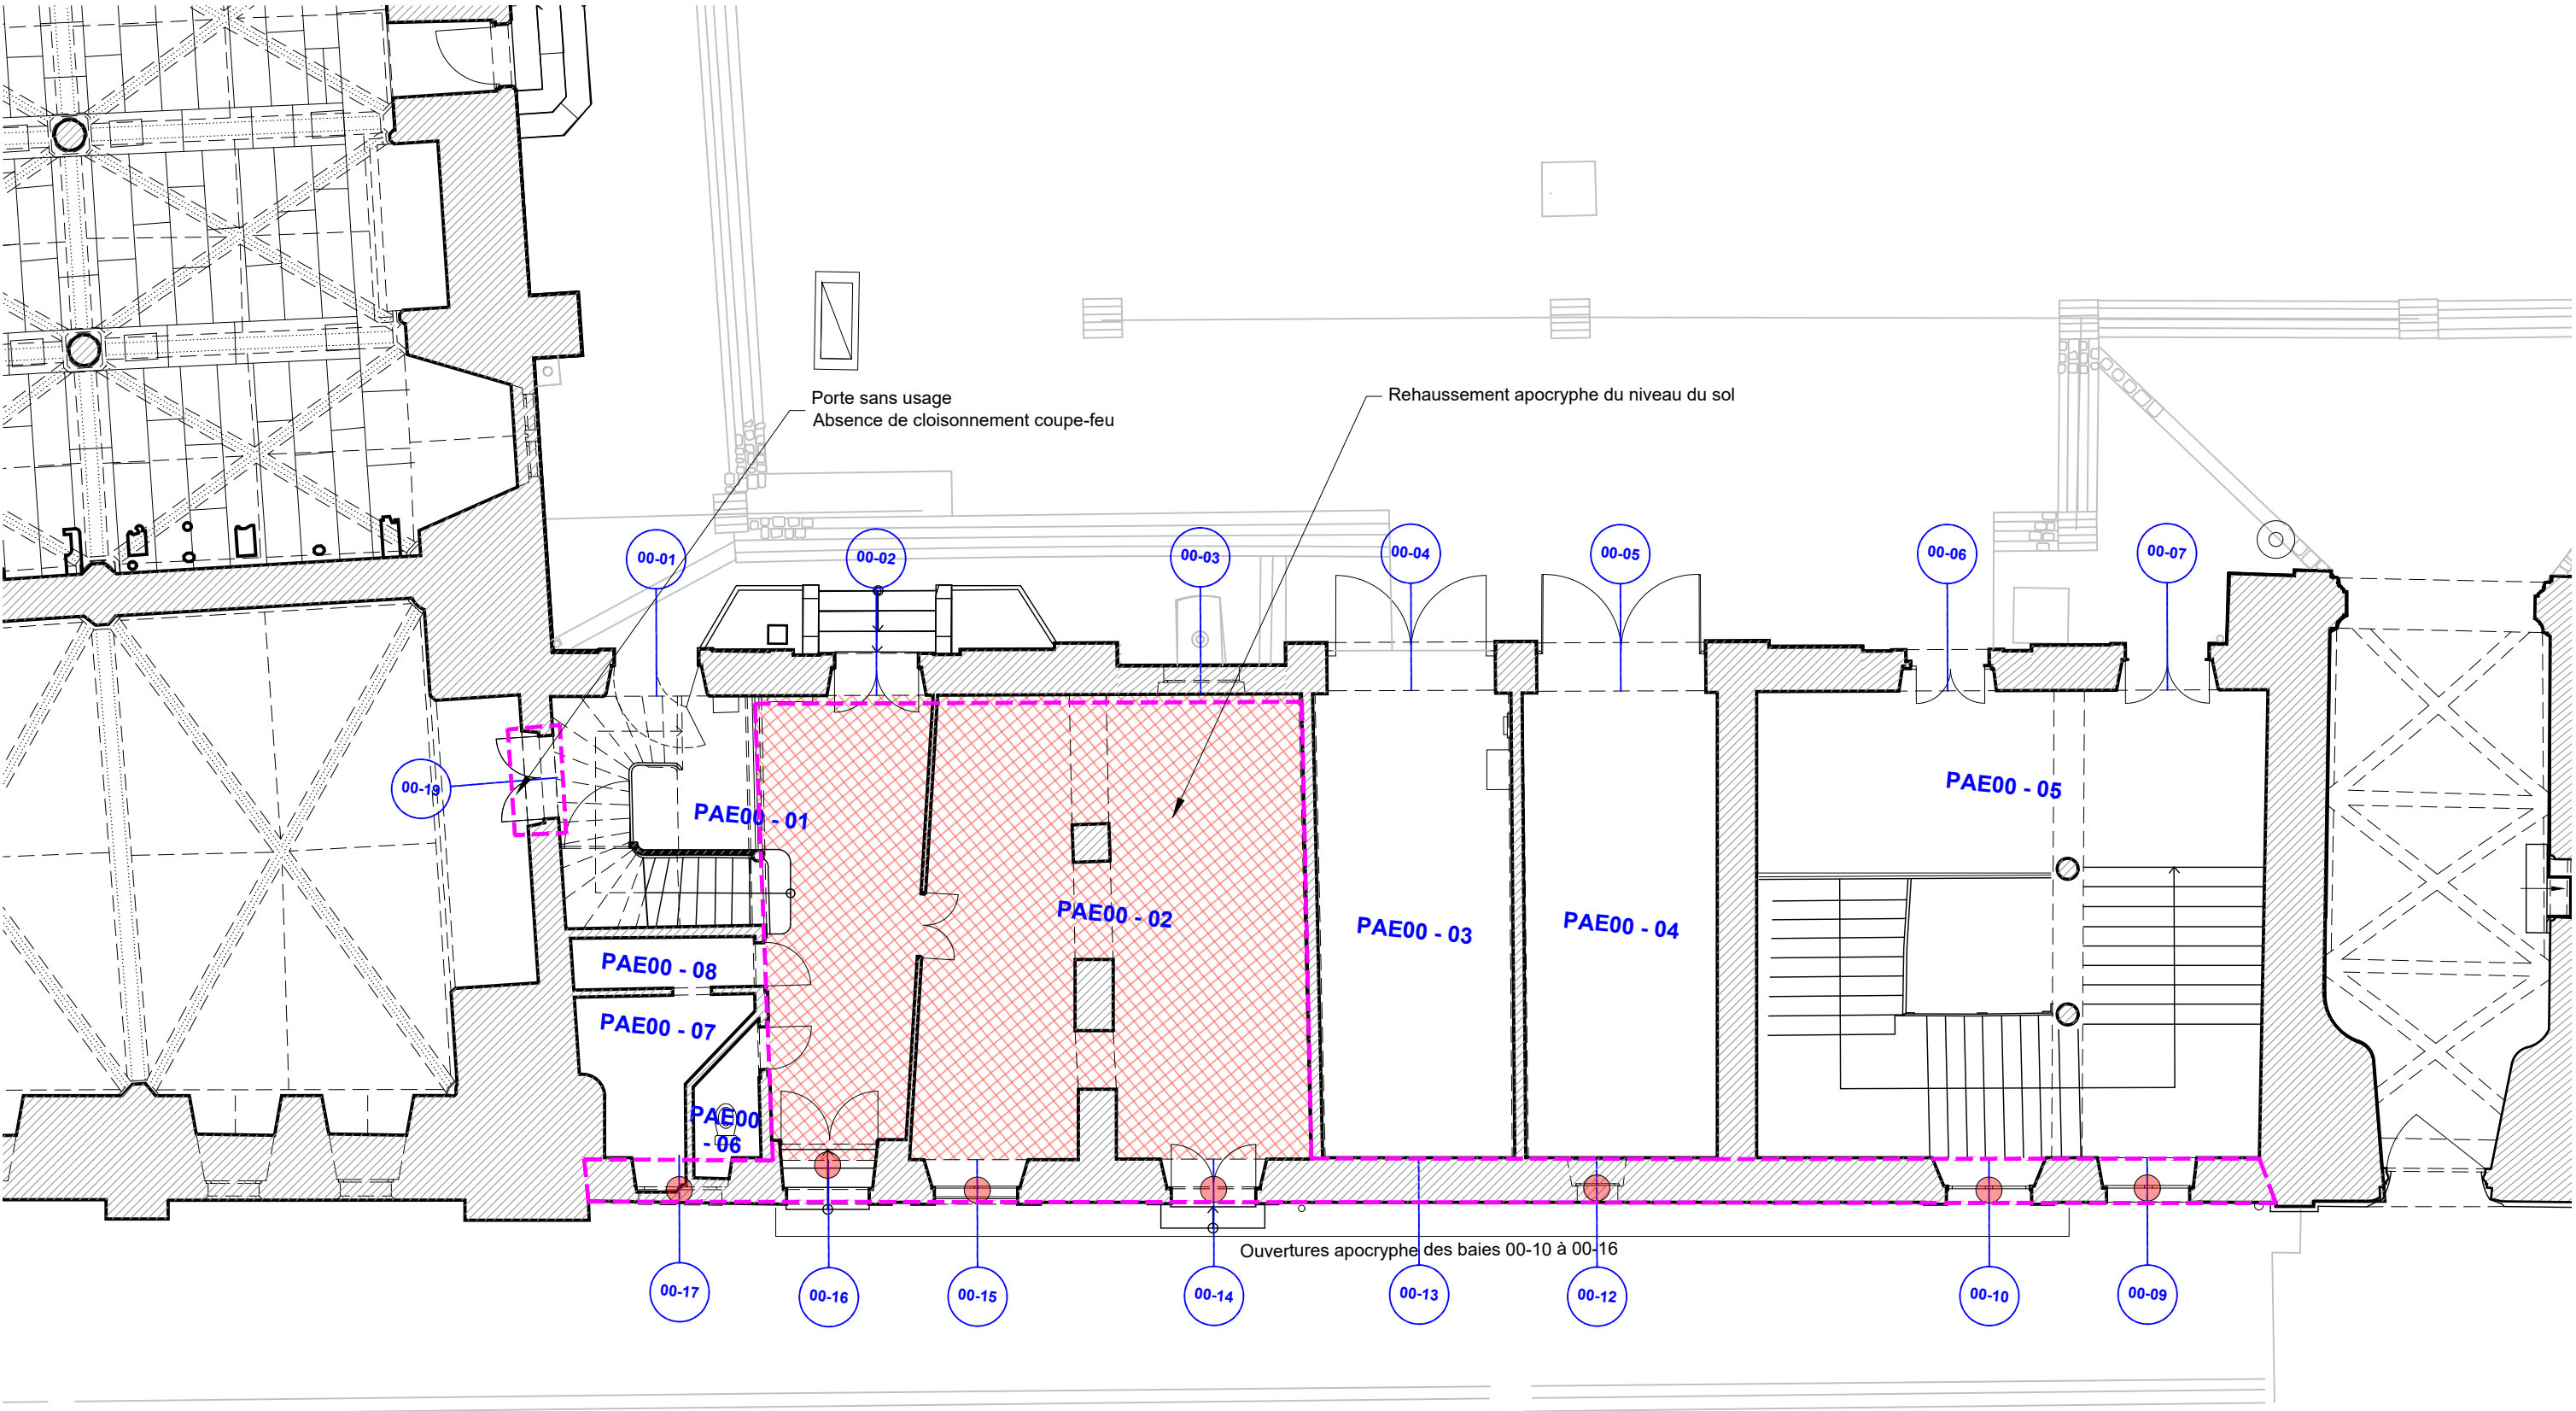 Porte sans usage
Absence de cloisonnement coupe-feu
Rehaussement apocryphe du niveau du sol
00-01
00-02
00-03
00-04
00-05
00-06
00-07
00-19
PAE00 - 01
PAE00 - 02
PAE00 - 03
PAE00 - 04
PAE00 - 05
PAE00 - 08
PAE00 - 07
PAE00
- 06
Ouvertures apocryphe des baies 00-10 à 00-16
00-17
00-16
00-15
00-14
00-13
00-12
00-10
00-09